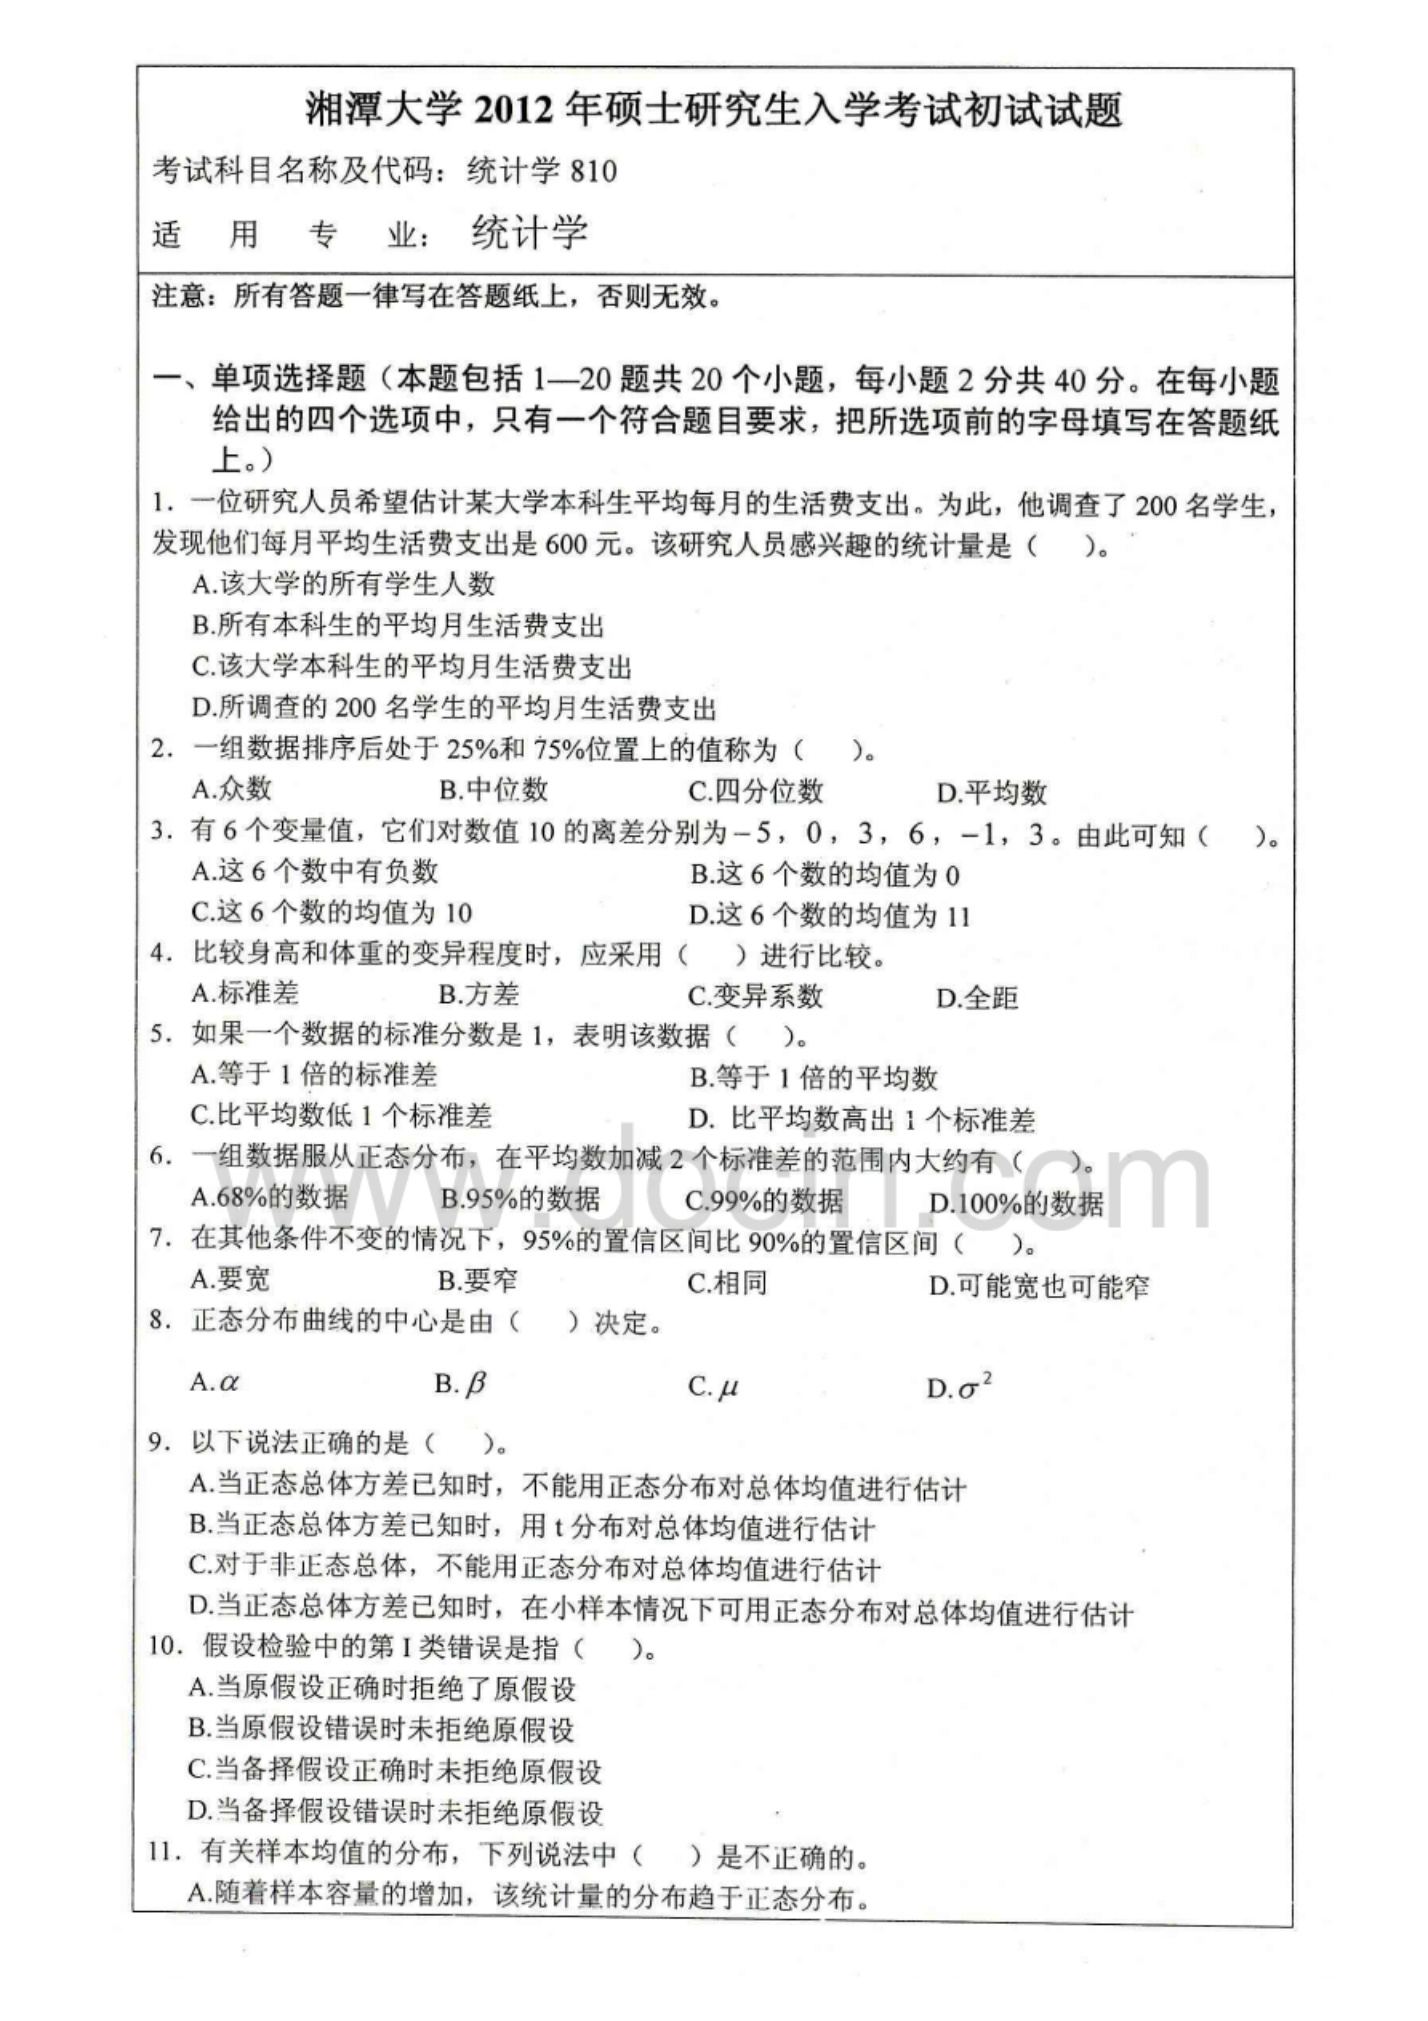 湘潭大学 2012 年硕士研究生入学考试初试试题
考试科目名称及代码：统计学 810
适 用 专 业： 统计学
注意：所有答题一律写在答题纸上，否则无效。
一、单项选择题（本题包括 1—20 题共 20 个小题，每小题 2 分共 40 分。在每小题
给出的四个选项中，只有一个符合题目要求，把所选项前的字母填写在答题纸
上。）
1．一位研究人员希望估计某大学本科生平均每月的生活费支出。为此，他调查了 200 名学生，
发现他们每月平均生活费支出是 600 元。该研究人员感兴趣的统计量是（ ）。
A.该大学的所有学生人数
B.所有本科生的平均月生活费支出
C.该大学本科生的平均月生活费支出
D.所调查的 200 名学生的平均月生活费支出
2．一组数据排序后处于 25%和 75%位置上的值称为（ ）。
A.众数 B.中位数 C.四分位数 D.平均数
3．有 6 个变量值，它们对数值 10 的离差分别为－5，0，3，6，−1，3。由此可知（ ）。
A.这 6 个数中有负数 B.这 6 个数的均值为 0
C.这 6 个数的均值为 10 D.这 6 个数的均值为 11
4．比较身高和体重的变异程度时，应采用（ ）进行比较。
A.标准差 B.方差 C.变异系数 D.全距
5．如果一个数据的标准分数是 1，表明该数据（ ）。
A.等于 1 倍的标准差 B.等于 1 倍的平均数
C.比平均数低 1 个标准差 D. 比平均数高出 1 个标准差
6．一组数据服从正态分布，在平均数加减 2 个标准差的范围内大约有（ ）。
A.68%的数据 B.95%的数据 C.99%的数据 D.100%的数据
www.docin.com
7．在其他条件不变的情况下，95%的置信区间比 90%的置信区间（ ）。
A.要宽 B.要窄 C.相同 D.可能宽也可能窄
8．正态分布曲线的中心是由（ ）决定。
A.α B.β C.μ D.σ²
9．以下说法正确的是（ ）。
A.当正态总体方差已知时，不能用正态分布对总体均值进行估计
B.当正态总体方差已知时，用 t 分布对总体均值进行估计
C.对于非正态总体，不能用正态分布对总体均值进行估计
D.当正态总体方差已知时，在小样本情况下可用正态分布对总体均值进行估计
10．假设检验中的第 I 类错误是指（ ）。
A.当原假设正确时拒绝了原假设
B.当原假设错误时未拒绝原假设
C.当备择假设正确时未拒绝原假设
D.当备择假设错误时未拒绝原假设
11．有关样本均值的分布，下列说法中（ ）是不正确的。
A.随着样本容量的增加，该统计量的分布趋于正态分布。